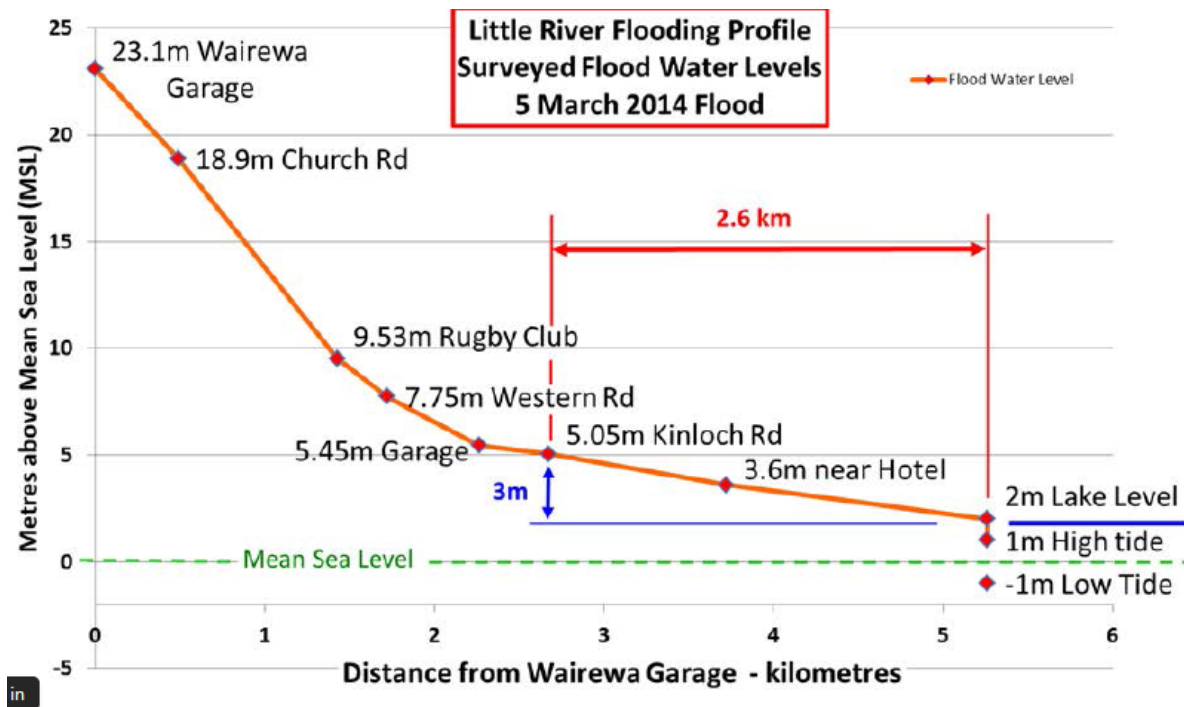 Little River Flooding Profile
Surveyed Flood Water Levels
5 March 2014 Flood
Flood Water Level
Metres above Mean Sea Level (MSL)
25
20
15
10
5
0
-5
23.1m Wairewa
Garage
18.9m Church Rd
2.6 km
9.53m Rugby Club
7.75m Western Rd
5.45m Garage
5.05m Kinloch Rd
3m
3.6m near Hotel
2m Lake Level
1m High tide
Mean Sea Level
-1m Low Tide
0 1 2 3 4 5 6
Distance from Wairewa Garage - kilometres
in